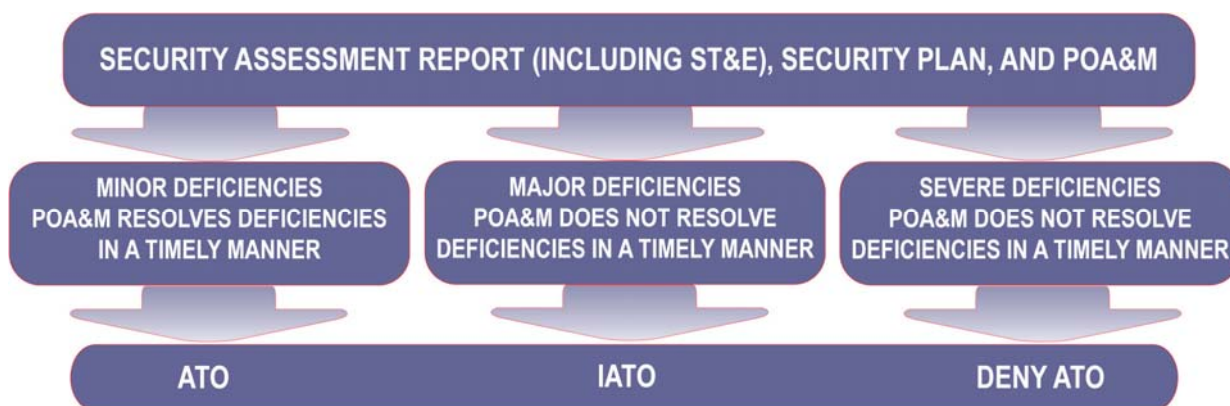 SECURITY ASSESSMENT REPORT (INCLUDING ST&E), SECURITY PLAN, AND POA&M
MINOR DEFICIENCIES
POA&M RESOLVES DEFICIENCIES
IN A TIMELY MANNER
MAJOR DEFICIENCIES
POA&M DOES NOT RESOLVE
DEFICIENCIES IN A TIMELY MANNER
SEVERE DEFICIENCIES
POA&M DOES NOT RESOLVE
DEFICIENCIES IN A TIMELY MANNER
ATO
IATO
DENY ATO